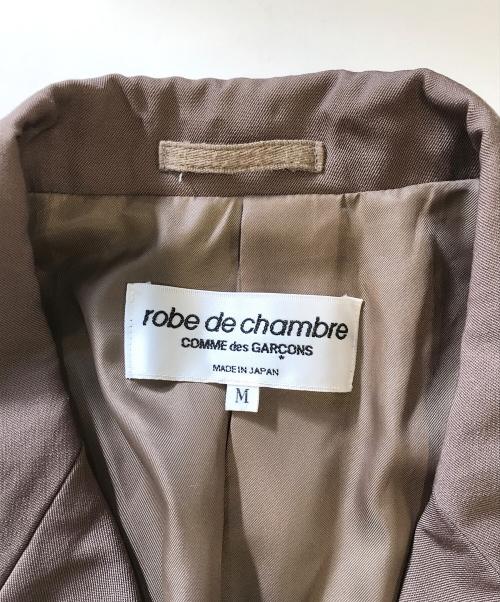 robe de chambre
COMME des GARÇONS
MADE IN JAPAN
M